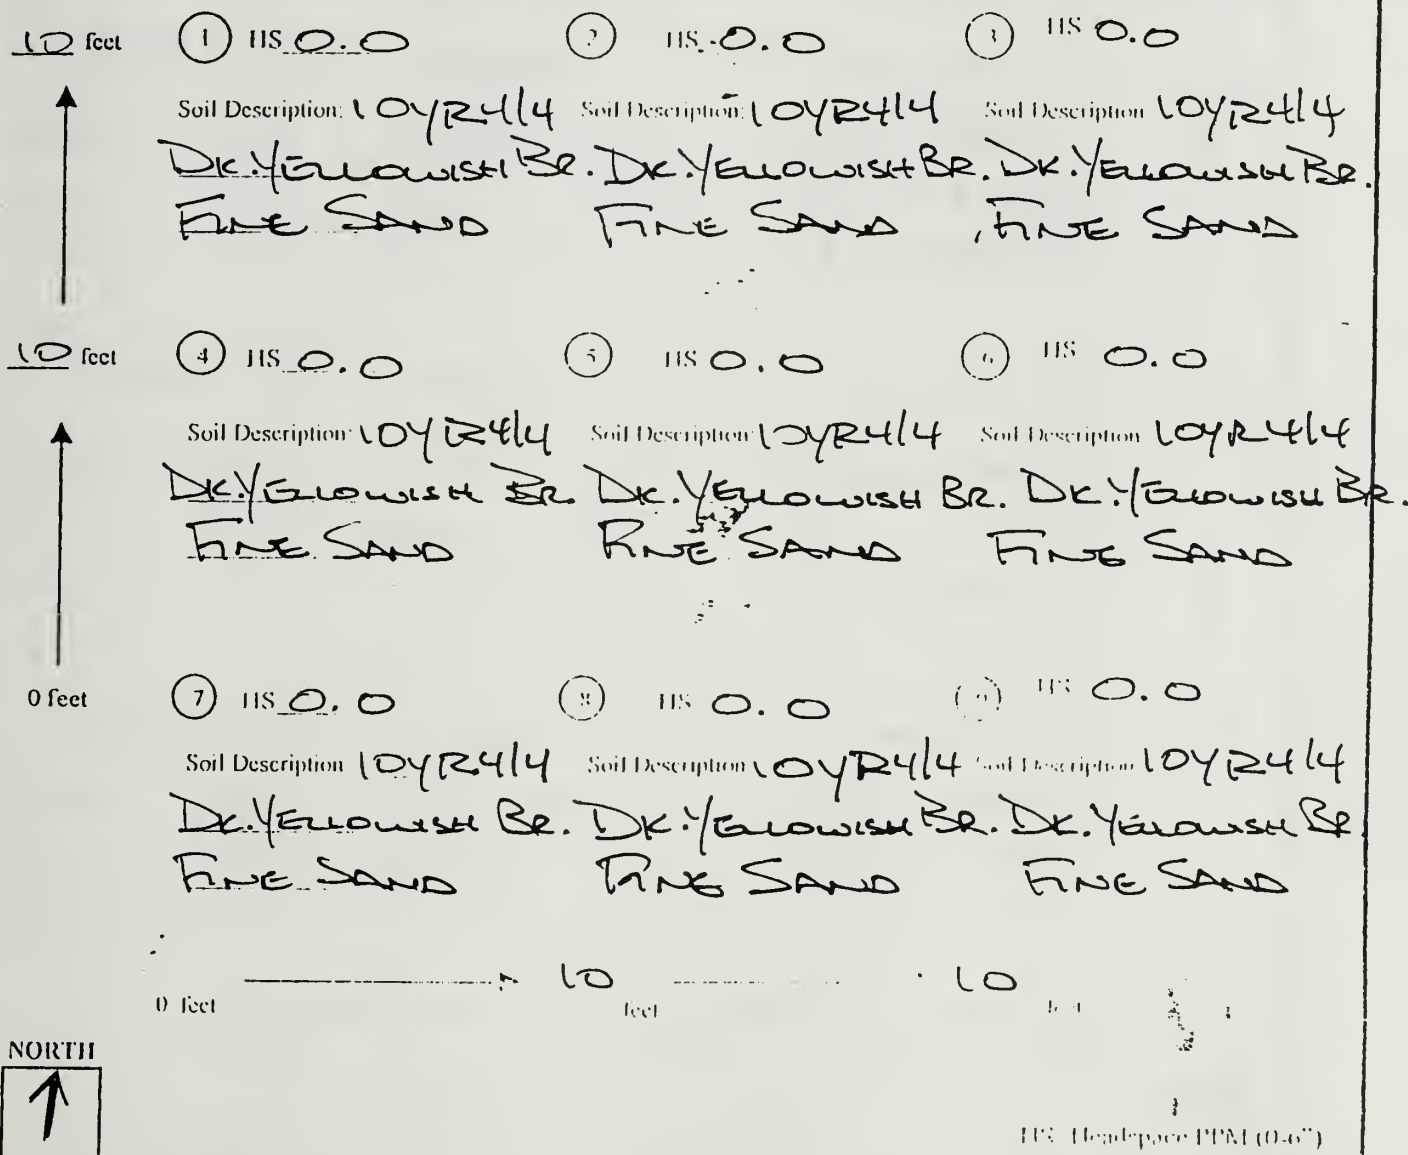 10 feet 1 HS 0.0 2 HS 0.0 3 HS 0.0
Soil Description: 10YR4/4 Soil Description: 10YR4/4 Soil Description 10YR4/4
DK. YELLOWISH BR. DK. YELLOWISH BR. DK. YELLOWISH BR.
FINE SAND FINE SAND FINE SAND
10 feet 4 HS 0.0 5 HS 0.0 6 HS 0.0
Soil Description: 10YR4/4 Soil Description 10YR4/4 Soil Description 10YR4/4
DK. YELLOWISH BR. DK. YELLOWISH BR. DK. YELLOWISH BR.
FINE SAND FINE SAND FINE SAND
0 feet 7 HS 0.0 8 HS 0.0 9 HS 0.0
Soil Description 10YR4/4 Soil Description 10YR4/4 Soil Description 10YR4/4
DK. YELLOWISH BR. DK. YELLOWISH BR. DK. YELLOWISH BR.
FINE SAND FINE SAND FINE SAND
0 feet 10 feet 10 feet
NORTH
HS Headspace PPM (0-6")